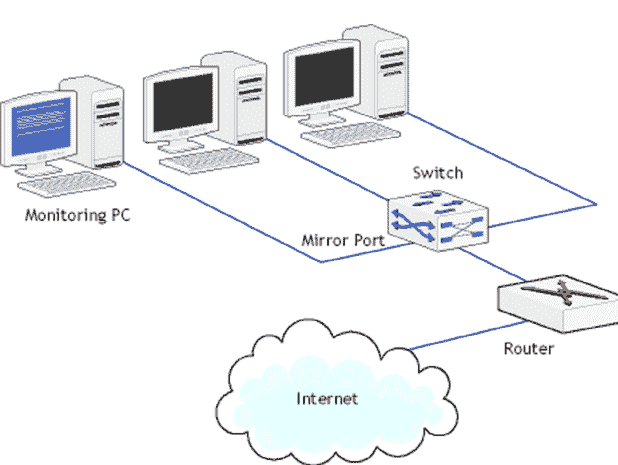 Switch
Monitoring PC
Mirror Port
Router
Internet